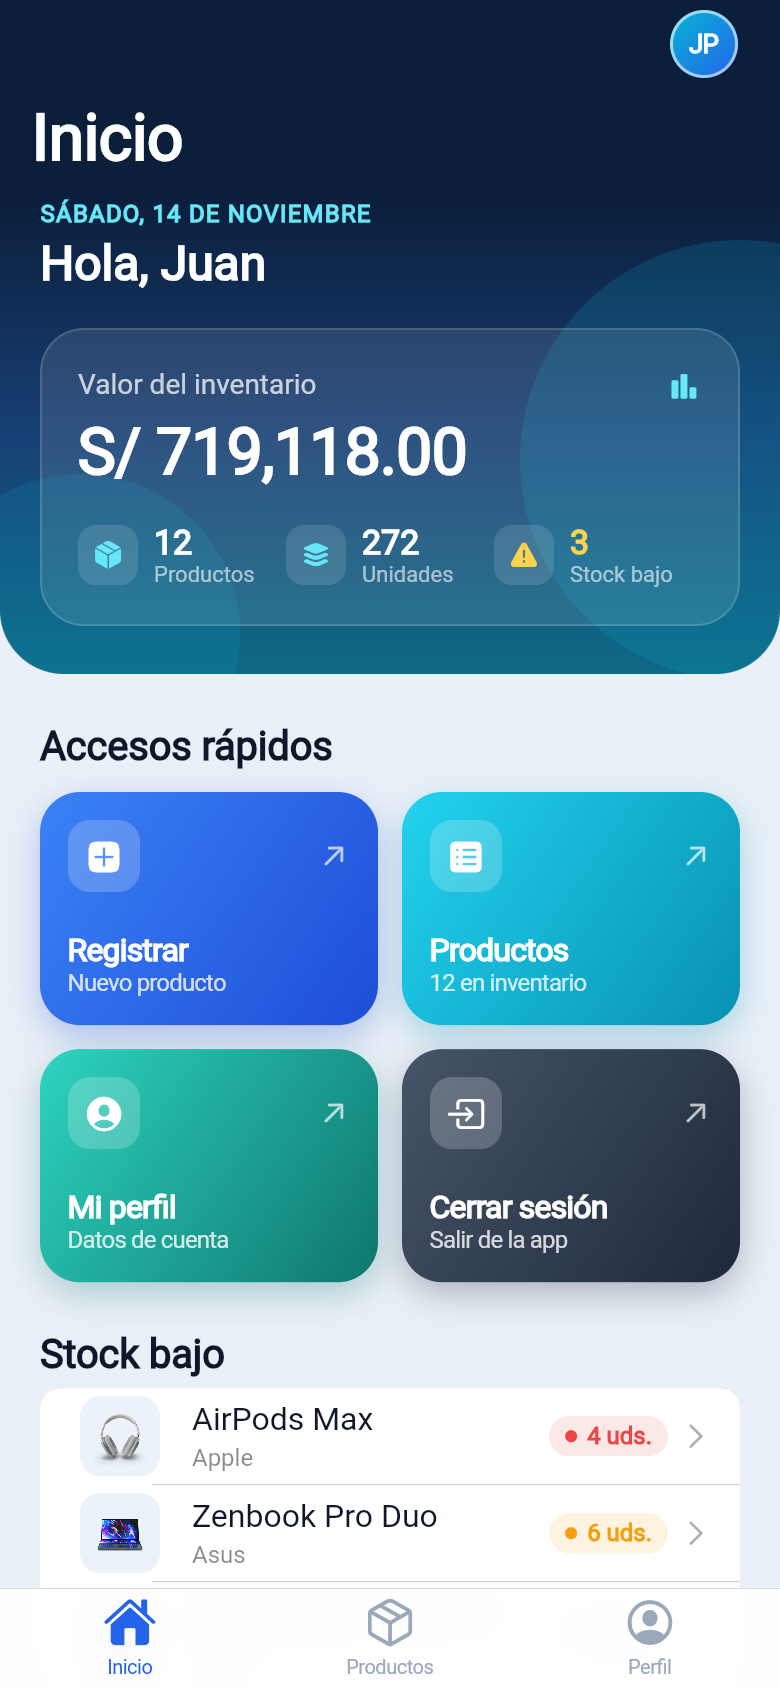 JP
Inicio
SÁBADO, 14 DE NOVIEMBRE
Hola, Juan
Valor del inventario
S/ 719,118.00
12
Productos
272
Unidades
3
Stock bajo
Accesos rápidos
Registrar
Nuevo producto
Productos
12 en inventario
Mi perfil
Datos de cuenta
Cerrar sesión
Salir de la app
Stock bajo
AirPods Max
Apple
4 uds.
Zenbook Pro Duo
Asus
6 uds.
Inicio
Productos
Perfil